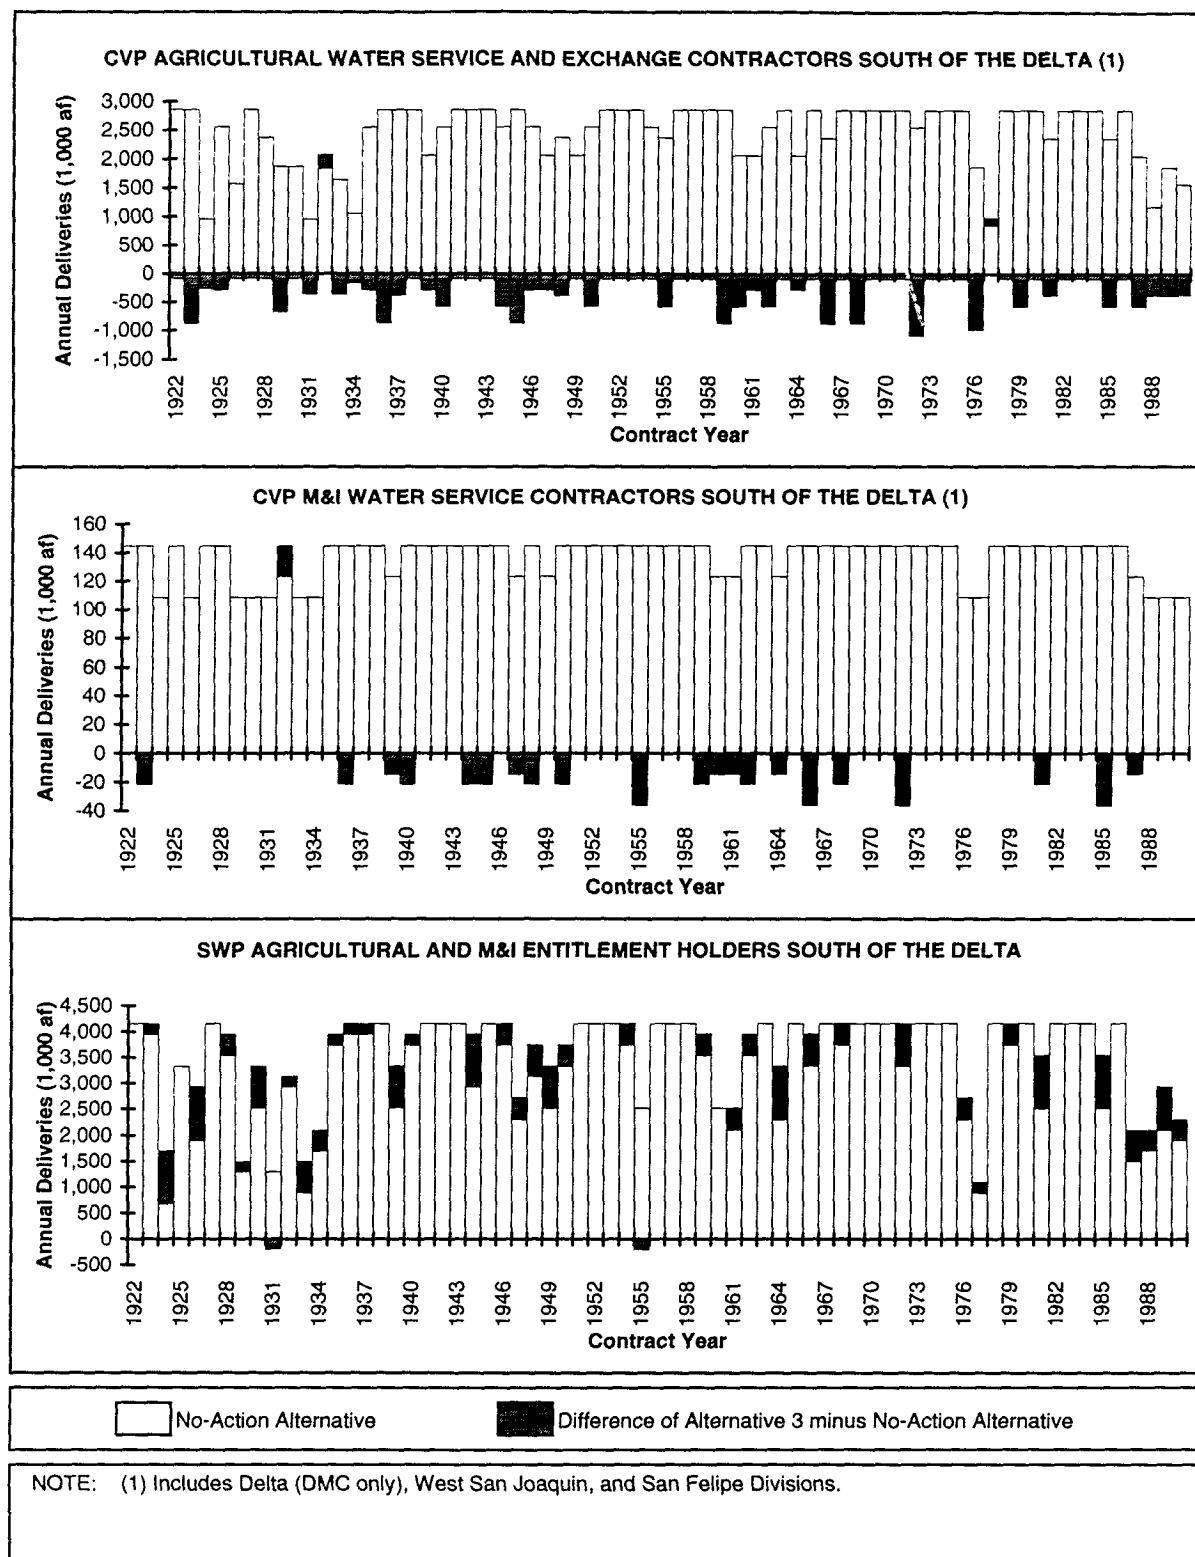 CVP AGRICULTURAL WATER SERVICE AND EXCHANGE CONTRACTORS SOUTH OF THE DELTA (1)
Annual Deliveries (1,000 af)
3,000
2,500
2,000
1,500
1,000
500
0
-500
-1,000
-1,500
1922 1925 1928 1931 1934 1937 1940 1943 1946 1949 1952 1955 1958 1961 1964 1967 1970 1973 1976 1979 1982 1985 1988
Contract Year
CVP M&I WATER SERVICE CONTRACTORS SOUTH OF THE DELTA (1)
Annual Deliveries (1,000 af)
160
140
120
100
80
60
40
20
0
-20
-40
1922 1925 1928 1931 1934 1937 1940 1943 1946 1949 1952 1955 1958 1961 1964 1967 1970 1973 1976 1979 1982 1985 1988
Contract Year
SWP AGRICULTURAL AND M&I ENTITLEMENT HOLDERS SOUTH OF THE DELTA
Annual Deliveries (1,000 af)
4,500
4,000
3,500
3,000
2,500
2,000
1,500
1,000
500
0
-500
1922 1925 1928 1931 1934 1937 1940 1943 1946 1949 1952 1955 1958 1961 1964 1967 1970 1973 1976 1979 1982 1985 1988
Contract Year
No-Action Alternative Difference of Alternative 3 minus No-Action Alternative
NOTE: (1) Includes Delta (DMC only), West San Joaquin, and San Felipe Divisions.